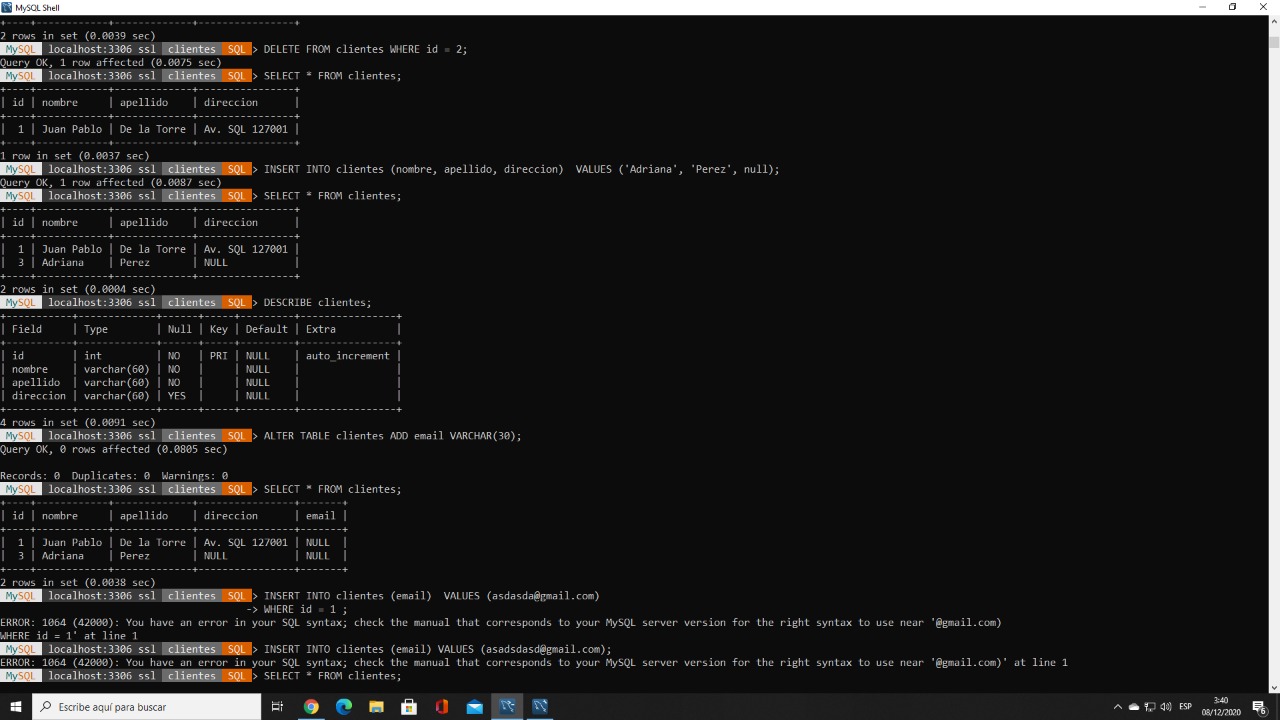 MySQL Shell
+----+------------+-------------+---------------+
2 rows in set (0.0039 sec)
MySQL localhost:3306 ssl clientes SQL > DELETE FROM clientes WHERE id = 2;
Query OK, 1 row affected (0.0075 sec)
MySQL localhost:3306 ssl clientes SQL > SELECT * FROM clientes;
+----+------------+-------------+---------------+
| id | nombre | apellido | direccion |
+----+------------+-------------+---------------+
| 1 | Juan Pablo | De la Torre | Av. SQL 127001 |
+----+------------+-------------+---------------+
1 row in set (0.0037 sec)
MySQL localhost:3306 ssl clientes SQL > INSERT INTO clientes (nombre, apellido, direccion) VALUES ('Adriana', 'Perez', null);
Query OK, 1 row affected (0.0087 sec)
MySQL localhost:3306 ssl clientes SQL > SELECT * FROM clientes;
+----+------------+-------------+---------------+
| id | nombre | apellido | direccion |
+----+------------+-------------+---------------+
| 1 | Juan Pablo | De la Torre | Av. SQL 127001 |
| 3 | Adriana | Perez | NULL |
+----+------------+-------------+---------------+
2 rows in set (0.0004 sec)
MySQL localhost:3306 ssl clientes SQL > DESCRIBE clientes;
+-----------+-------------+------+-----+---------+----------------+
| Field | Type | Null | Key | Default | Extra |
+-----------+-------------+------+-----+---------+----------------+
| id | int | NO | PRI | NULL | auto_increment |
| nombre | varchar(60) | NO | | NULL | |
| apellido | varchar(60) | NO | | NULL | |
| direccion | varchar(60) | YES | | NULL | |
+-----------+-------------+------+-----+---------+----------------+
4 rows in set (0.0091 sec)
MySQL localhost:3306 ssl clientes SQL > ALTER TABLE clientes ADD email VARCHAR(30);
Query OK, 0 rows affected (0.0805 sec)
Records: 0 Duplicates: 0 Warnings: 0
MySQL localhost:3306 ssl clientes SQL > SELECT * FROM clientes;
+----+------------+-------------+----------------+-------+
| id | nombre | apellido | direccion | email |
+----+------------+-------------+----------------+-------+
| 1 | Juan Pablo | De la Torre | Av. SQL 127001 | NULL |
| 3 | Adriana | Perez | NULL | NULL |
+----+------------+-------------+----------------+-------+
2 rows in set (0.0038 sec)
MySQL localhost:3306 ssl clientes SQL > INSERT INTO clientes (email) VALUES (asdasda@gmail.com)
-> WHERE id = 1 ;
ERROR: 1064 (42000): You have an error in your SQL syntax; check the manual that corresponds to your MySQL server version for the right syntax to use near '@gmail.com)
WHERE id = 1' at line 1
MySQL localhost:3306 ssl clientes SQL > INSERT INTO clientes (email) VALUES (asadsdasd@gmail.com);
ERROR: 1064 (42000): You have an error in your SQL syntax; check the manual that corresponds to your MySQL server version for the right syntax to use near '@gmail.com)' at line 1
MySQL localhost:3306 ssl clientes SQL > SELECT * FROM clientes;
Escribe aquí para buscar
ESP
3:40
08/12/2020
6